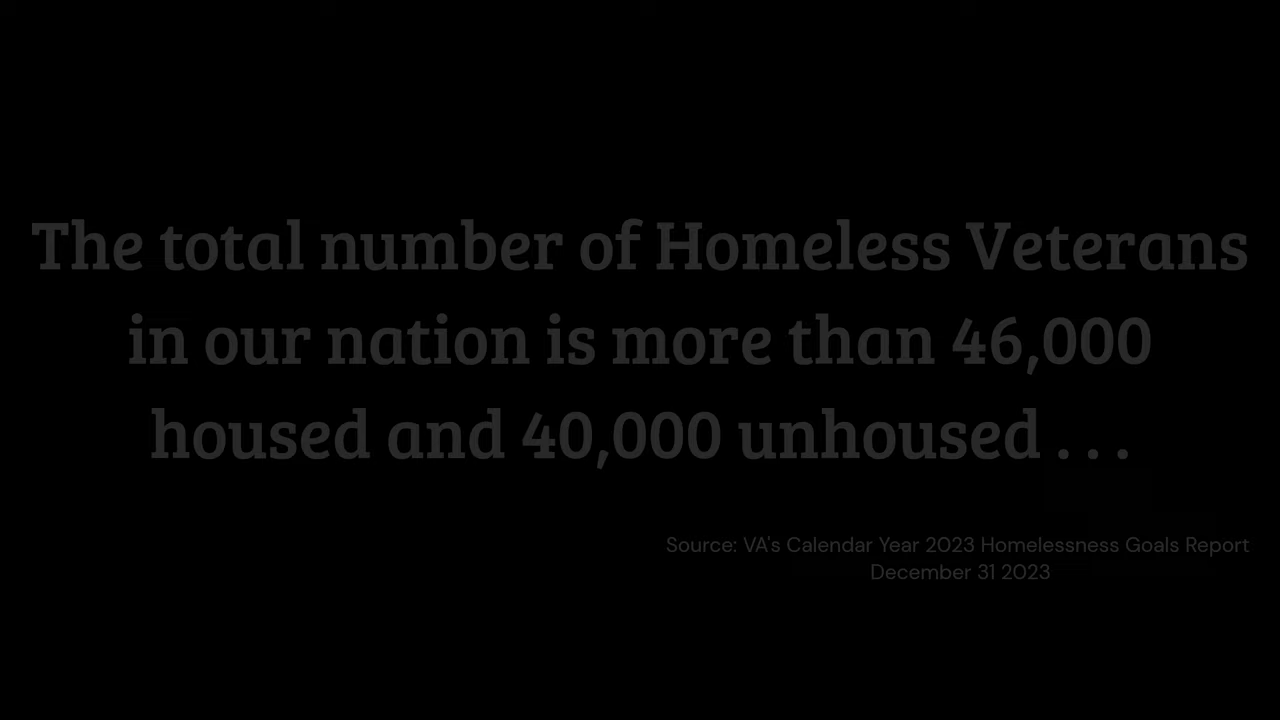 The total number of Homeless Veterans
in our nation is more than 46,000
housed and 40,000 unhoused . . .
Source: VA's Calendar Year 2023 Homelessness Goals Report
December 31 2023